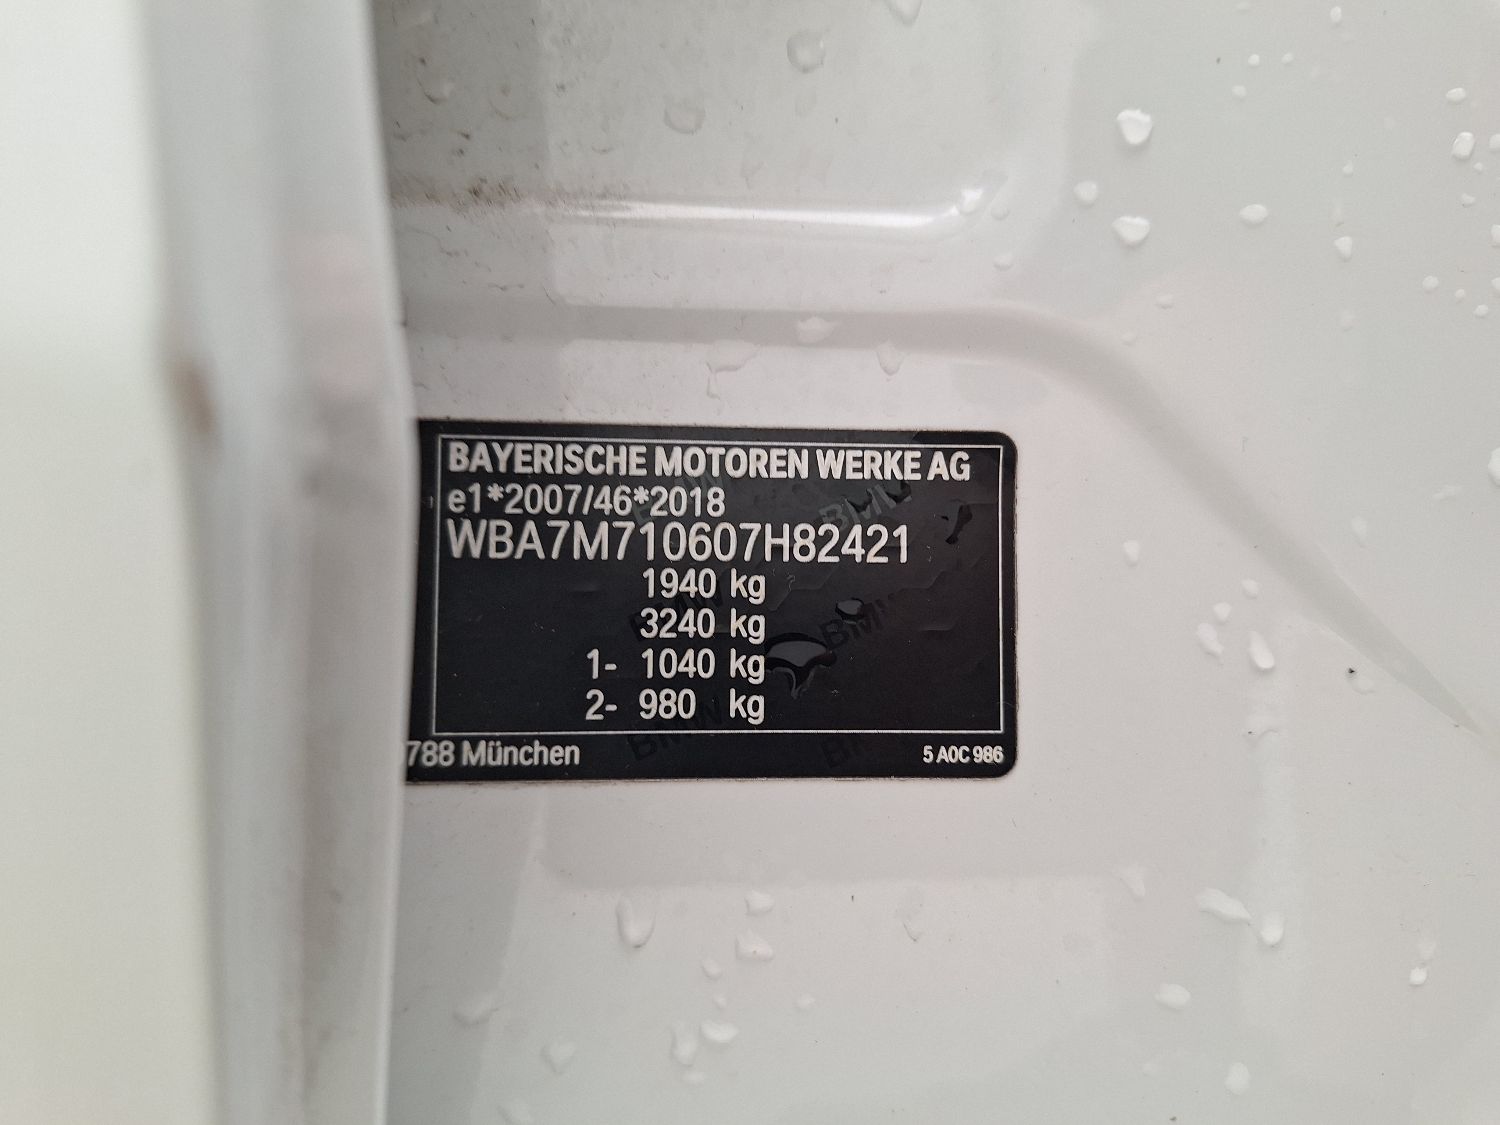 BAYERISCHE MOTOREN WERKE AG
e1*2007/46*2018
WBA7M710607H82421
1940 kg
3240 kg
1- 1040 kg
2- 980 kg
788 München
5 A0C 986